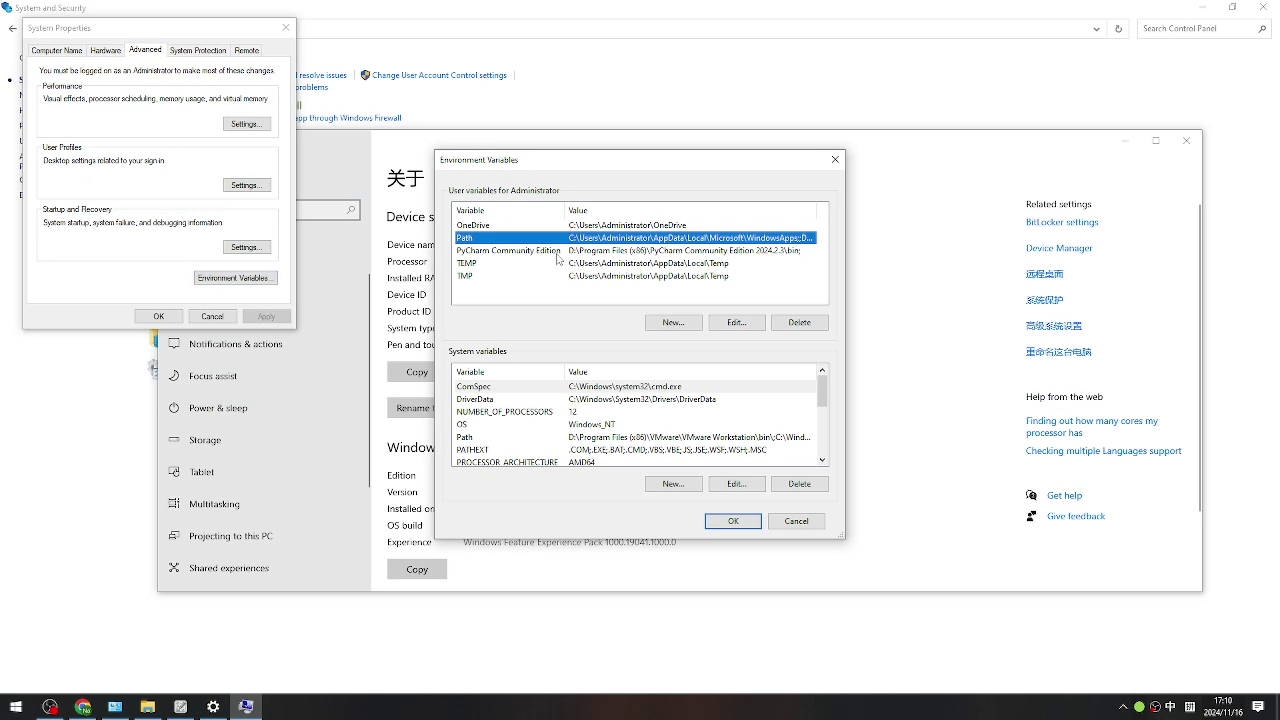 System and Security
Search Control Panel
System Properties
Computer Name
Hardware
Advanced
System Protection
Remote
You must be logged on as an Administrator to make most of these changes
Performance
Visual effects, processor scheduling, memory usage, and virtual memory
Settings...
User Profiles
Desktop settings related to your sign in
Settings...
Startup and Recovery
System startup, system failure, and debugging information
Settings...
Environment Variables...
OK
Cancel
Apply
resolve issues
Change User Account Control settings
problems
app through Windows Firewall
Notifications & actions
Focus assist
Power & sleep
Storage
Tablet
Multitasking
Projecting to this PC
Shared experiences
关于
Device s
Device nam
Processor
Installed RA
Device ID
Product ID
System type
Pen and tou
Copy
Rename
Window
Edition
Version
Installed on
OS build
Experience
Windows Feature Experience Pack 1000.19041.1000.0
Copy
Environment Variables
User variables for Administrator
Variable Value
OneDrive C:\Users\Administrator\OneDrive
Path C:\Users\Administrator\AppData\Local\Microsoft\WindowsApps;;D...
PyCharm Community Edition D:\Program Files (x86)\PyCharm Community Edition 2024.2.3\bin;
TEMP C:\Users\Administrator\AppData\Local\Temp
TMP C:\Users\Administrator\AppData\Local\Temp
New...
Edit...
Delete
System variables
Variable Value
ComSpec C:\Windows\system32\cmd.exe
DriverData C:\Windows\System32\Drivers\DriverData
NUMBER_OF_PROCESSORS 12
OS Windows_NT
Path D:\Program Files (x86)\VMware\VMware Workstation\bin\;C:\Wind...
PATHEXT .COM;.EXE;.BAT;.CMD;.VBS;.VBE;.JS;.JSE;.WSF;.WSH;.MSC
PROCESSOR_ARCHITECTURE AMD64
New...
Edit...
Delete
OK
Cancel
Related settings
BitLocker settings
Device Manager
远程桌面
系统保护
高级系统设置
重命名这台电脑
Help from the web
Finding out how many cores my
processor has
Checking multiple Languages support
Get help
Give feedback
中
拼
17:10
2024/11/16